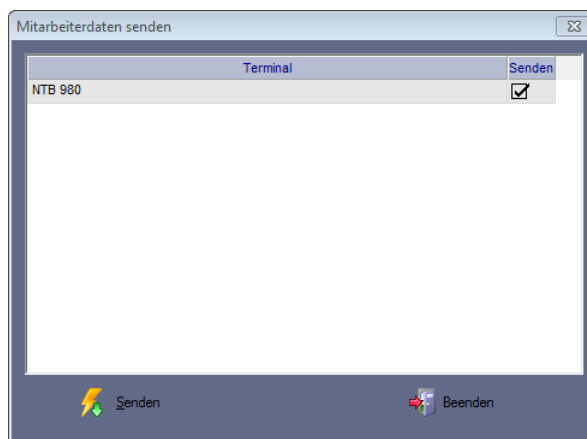 Mitarbeiterdaten senden
Terminal Senden
NTB 980
Senden Beenden